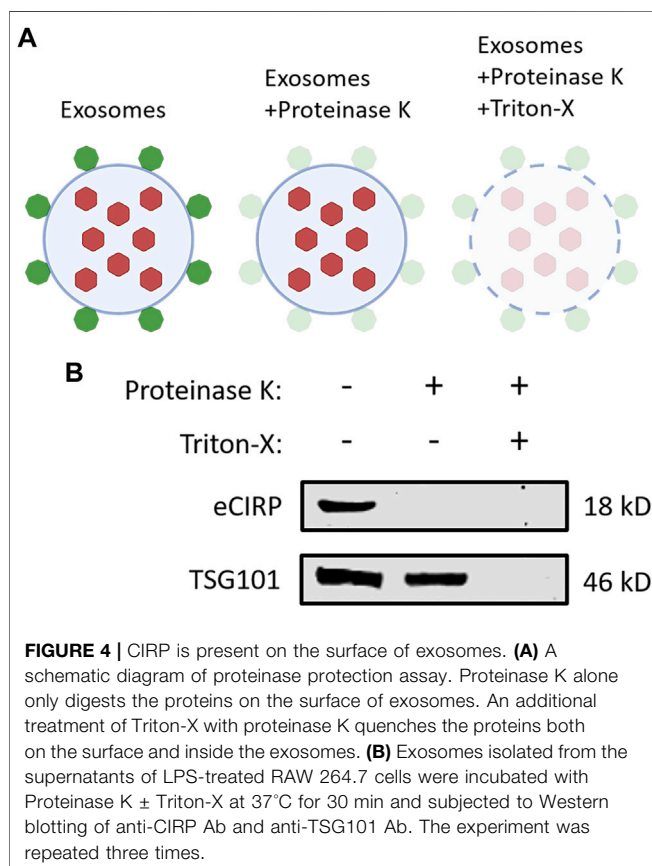 A
Exosomes
Exosomes
+Proteinase K
Exosomes
+Proteinase K
+Triton-X
B
Proteinase K: - + +
Triton-X: - - +
eCIRP 18 kD
TSG101 46 kD
FIGURE 4 | CIRP is present on the surface of exosomes. (A) A
schematic diagram of proteinase protection assay. Proteinase K alone
only digests the proteins on the surface of exosomes. An additional
treatment of Triton-X with proteinase K quenches the proteins both
on the surface and inside the exosomes. (B) Exosomes isolated from the
supernatants of LPS-treated RAW 264.7 cells were incubated with
Proteinase K ± Triton-X at 37°C for 30 min and subjected to Western
blotting of anti-CIRP Ab and anti-TSG101 Ab. The experiment was
repeated three times.